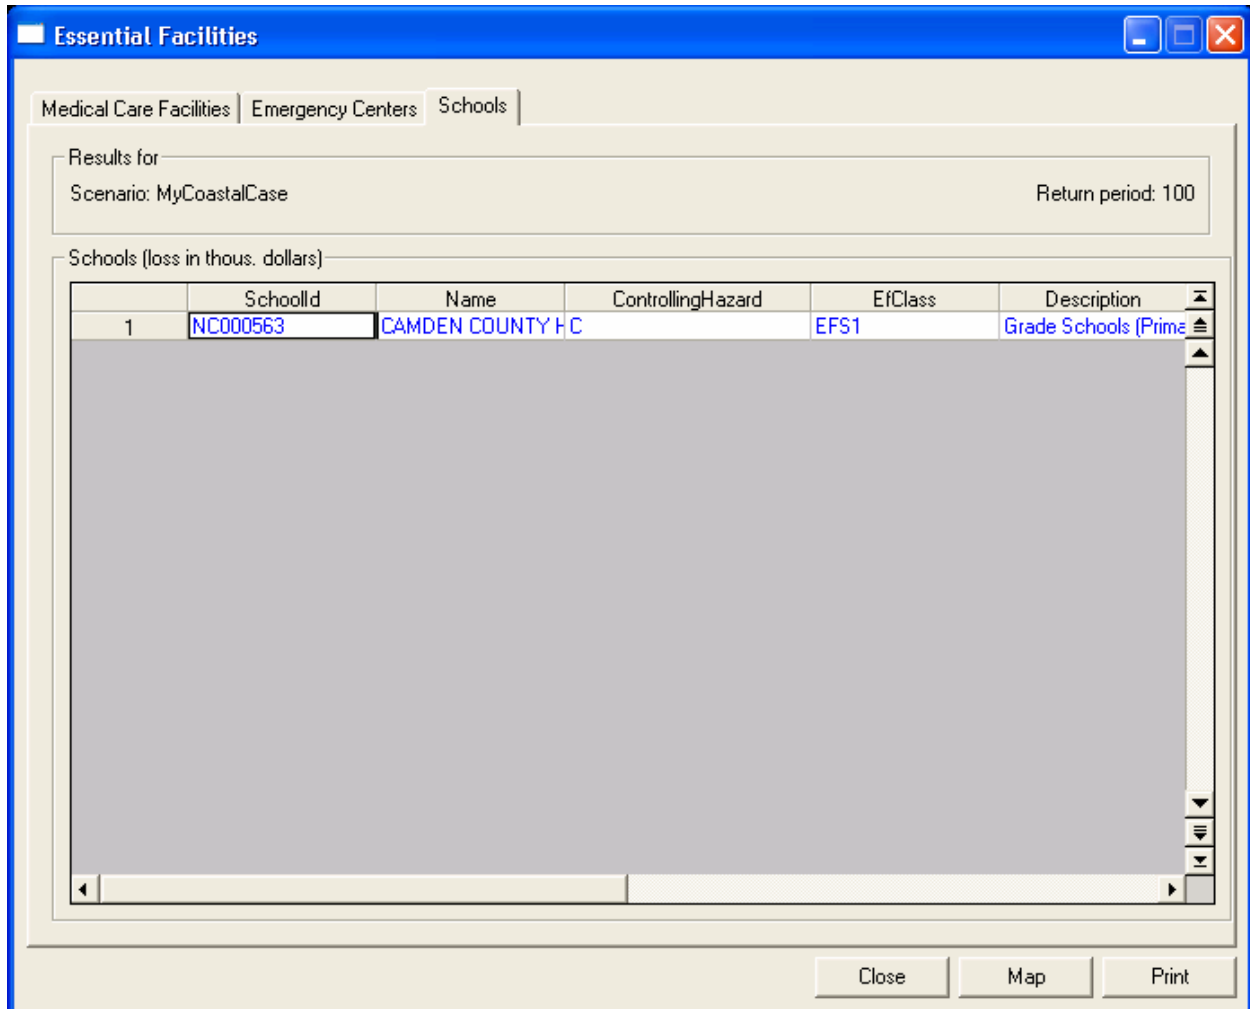 Essential Facilities
Medical Care Facilities Emergency Centers Schools
Results for
Scenario: MyCoastalCase Return period: 100
Schools (loss in thous. dollars)
SchoolId Name ControllingHazard EfClass Description
1 NC000563 CAMDEN COUNTY H C EFS1 Grade Schools (Prima
Close Map Print